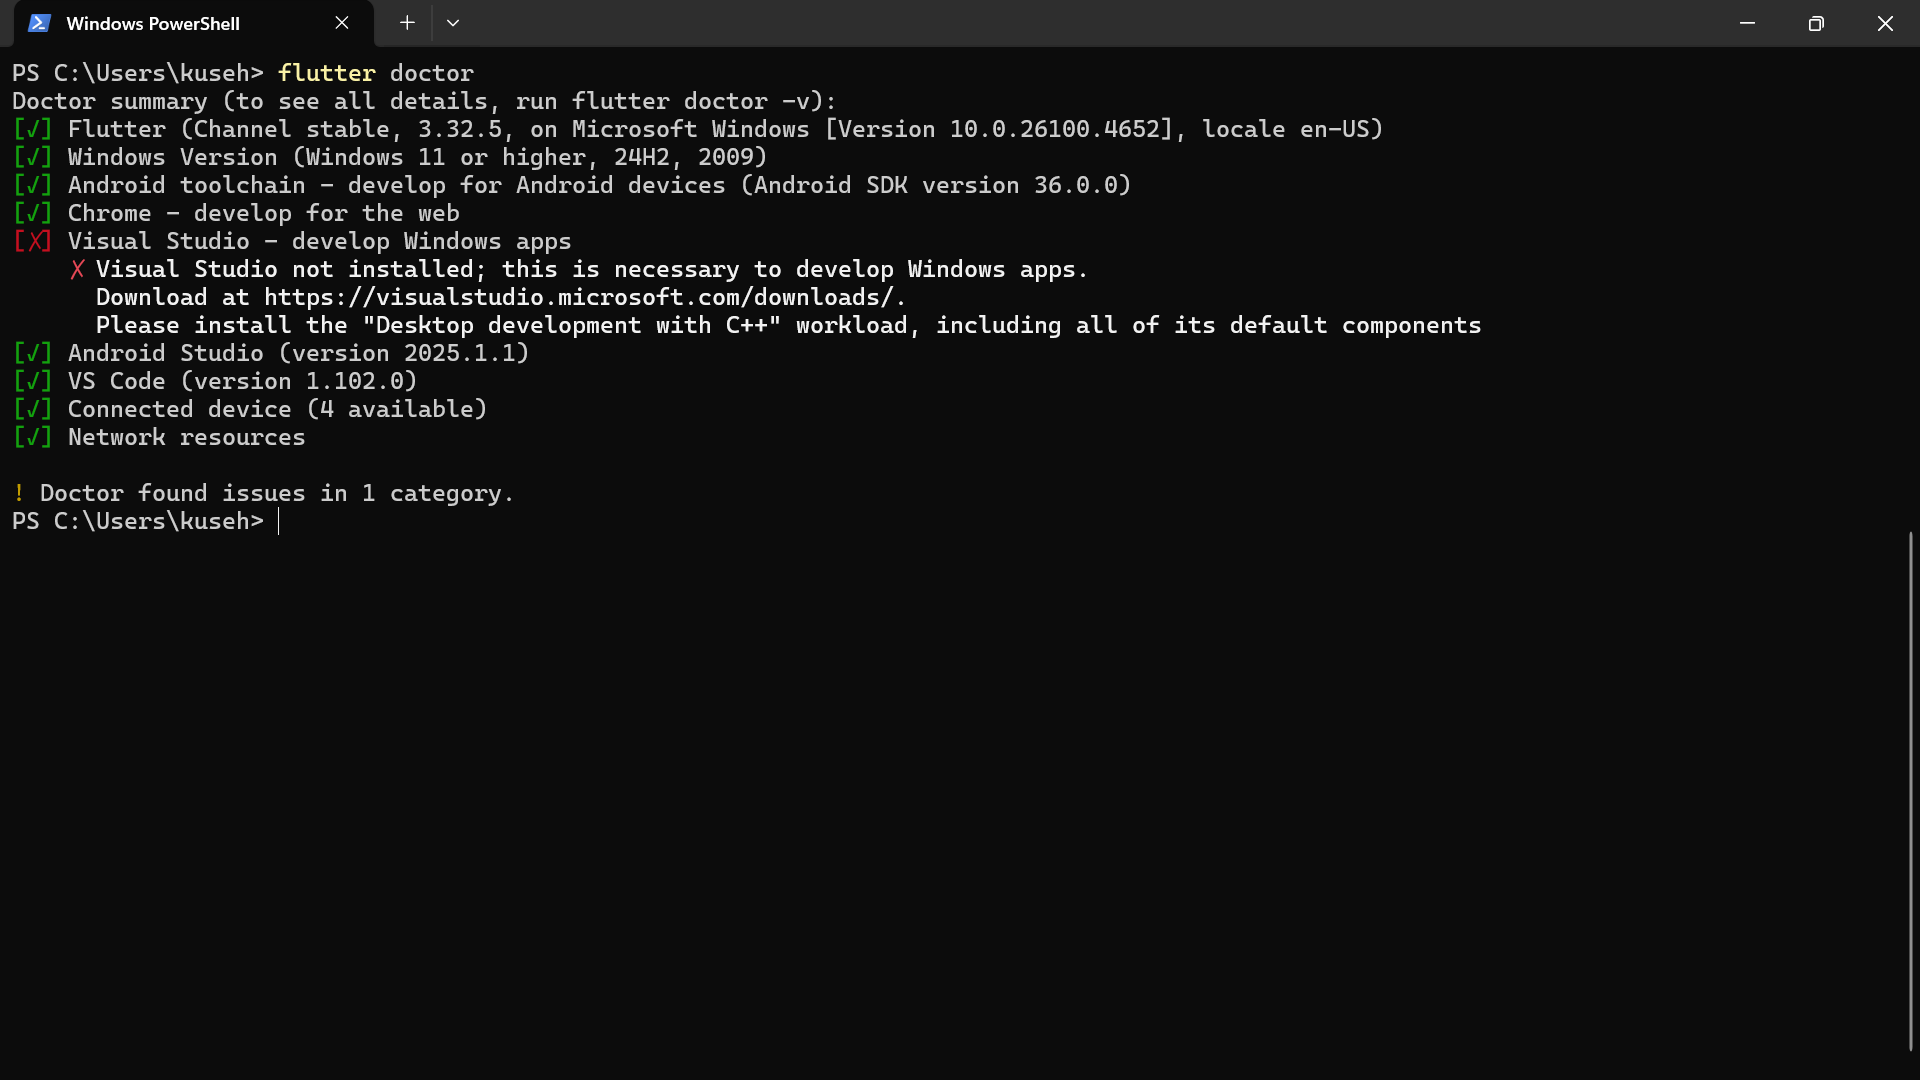 Windows PowerShell
PS C:\Users\kuseh> flutter doctor
Doctor summary (to see all details, run flutter doctor -v):
[√] Flutter (Channel stable, 3.32.5, on Microsoft Windows [Version 10.0.26100.4652], locale en-US)
[√] Windows Version (Windows 11 or higher, 24H2, 2009)
[√] Android toolchain - develop for Android devices (Android SDK version 36.0.0)
[√] Chrome - develop for the web
[X] Visual Studio - develop Windows apps
X Visual Studio not installed; this is necessary to develop Windows apps.
Download at https://visualstudio.microsoft.com/downloads/.
Please install the "Desktop development with C++" workload, including all of its default components
[√] Android Studio (version 2025.1.1)
[√] VS Code (version 1.102.0)
[√] Connected device (4 available)
[√] Network resources
! Doctor found issues in 1 category.
PS C:\Users\kuseh>